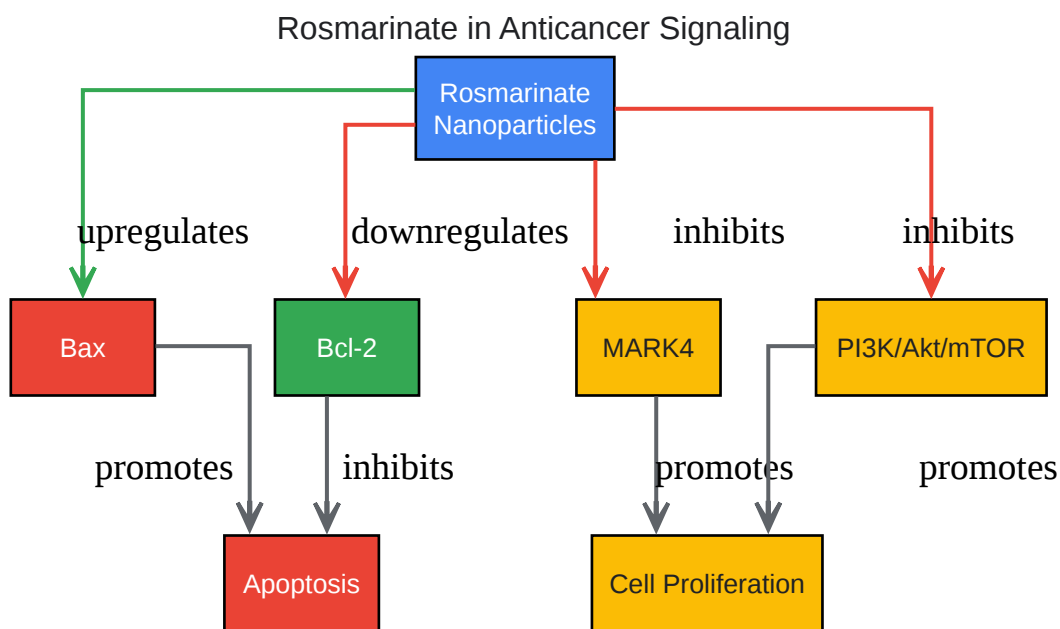 Rosmarinate in Anticancer Signaling
Rosmarinate
Nanoparticles
upregulates
downregulates
inhibits
inhibits
Bax
Bcl-2
MARK4
PI3K/Akt/mTOR
promotes
inhibits
promotes
promotes
Apoptosis
Cell Proliferation